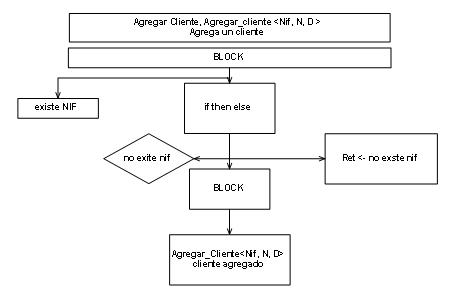 Agregar Cliente, Agregar_cliente <Nif, N, D >
Agrega un cliente
BLOCK
existe NIF
if then else
no exite nif
Ret <- no exste nif
BLOCK
Agregar_Cliente<Nif, N, D>
cliente agregado